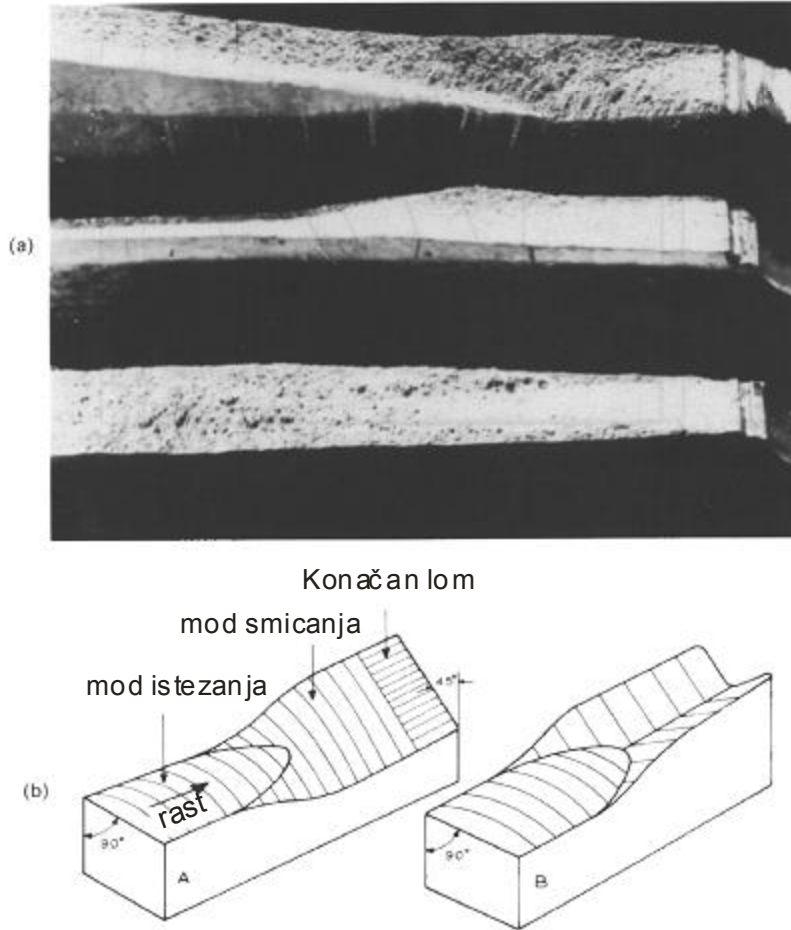 (a)
Konačan lom
mod smicanja
mod istezanja
45°
(b)
rast
90°
A
90°
B